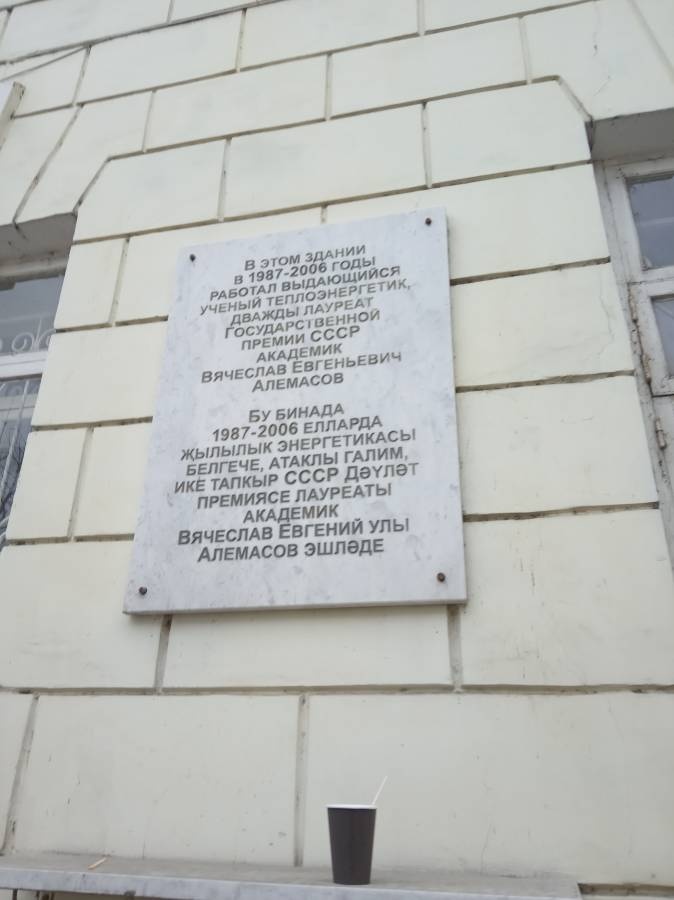 В ЭТОМ ЗДАНИИ
В 1987-2006 ГОДЫ
РАБОТАЛ ВЫДАЮЩИЙСЯ
УЧЕНЫЙ ТЕПЛОЭНЕРГЕТИК,
ДВАЖДЫ ЛАУРЕАТ
ГОСУДАРСТВЕННОЙ
ПРЕМИИ СССР
АКАДЕМИК
ВЯЧЕСЛАВ ЕВГЕНЬЕВИЧ
АЛЕМАСОВ
БУ БИНАДА
1987-2006 ЕЛЛАРДА
ҖЫЛЫЛЫК ЭНЕРГЕТИКАСЫ
БЕЛГЕЧЕ, АТАКЛЫ ГАЛИМ,
ИКЕ ТАПКЫР СССР ДӘҮЛӘТ
ПРЕМИЯСЕ ЛАУРЕАТЫ
АКАДЕМИК
ВЯЧЕСЛАВ ЕВГЕНИЙ УЛЫ
АЛЕМАСОВ ЭШЛӘДЕ